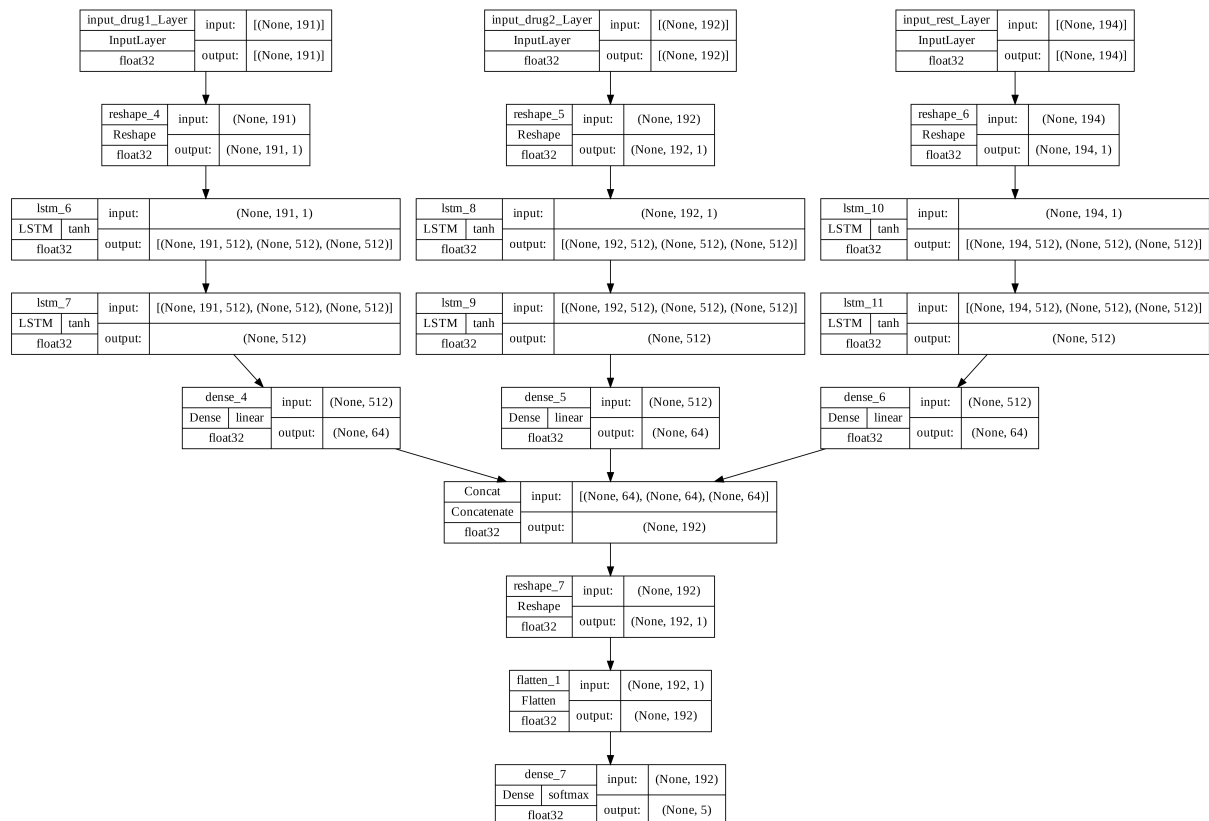 input_drug1_Layer input: [(None, 191)]
InputLayer
float32 output: [(None, 191)]
input_drug2_Layer input: [(None, 192)]
InputLayer
float32 output: [(None, 192)]
input_rest_Layer input: [(None, 194)]
InputLayer
float32 output: [(None, 194)]
reshape_4 input: (None, 191)
Reshape
float32 output: (None, 191, 1)
reshape_5 input: (None, 192)
Reshape
float32 output: (None, 192, 1)
reshape_6 input: (None, 194)
Reshape
float32 output: (None, 194, 1)
lstm_6 input: (None, 191, 1)
LSTM tanh
float32 output: [(None, 191, 512), (None, 512), (None, 512)]
lstm_8 input: (None, 192, 1)
LSTM tanh
float32 output: [(None, 192, 512), (None, 512), (None, 512)]
lstm_10 input: (None, 194, 1)
LSTM tanh
float32 output: [(None, 194, 512), (None, 512), (None, 512)]
lstm_7 input: [(None, 191, 512), (None, 512), (None, 512)]
LSTM tanh
float32 output: (None, 512)
lstm_9 input: [(None, 192, 512), (None, 512), (None, 512)]
LSTM tanh
float32 output: (None, 512)
lstm_11 input: [(None, 194, 512), (None, 512), (None, 512)]
LSTM tanh
float32 output: (None, 512)
dense_4 input: (None, 512)
Dense linear
float32 output: (None, 64)
dense_5 input: (None, 512)
Dense linear
float32 output: (None, 64)
dense_6 input: (None, 512)
Dense linear
float32 output: (None, 64)
Concat input: [(None, 64), (None, 64), (None, 64)]
Concatenate
float32 output: (None, 192)
reshape_7 input: (None, 192)
Reshape
float32 output: (None, 192, 1)
flatten_1 input: (None, 192, 1)
Flatten
float32 output: (None, 192)
dense_7 input: (None, 192)
Dense softmax
float32 output: (None, 5)